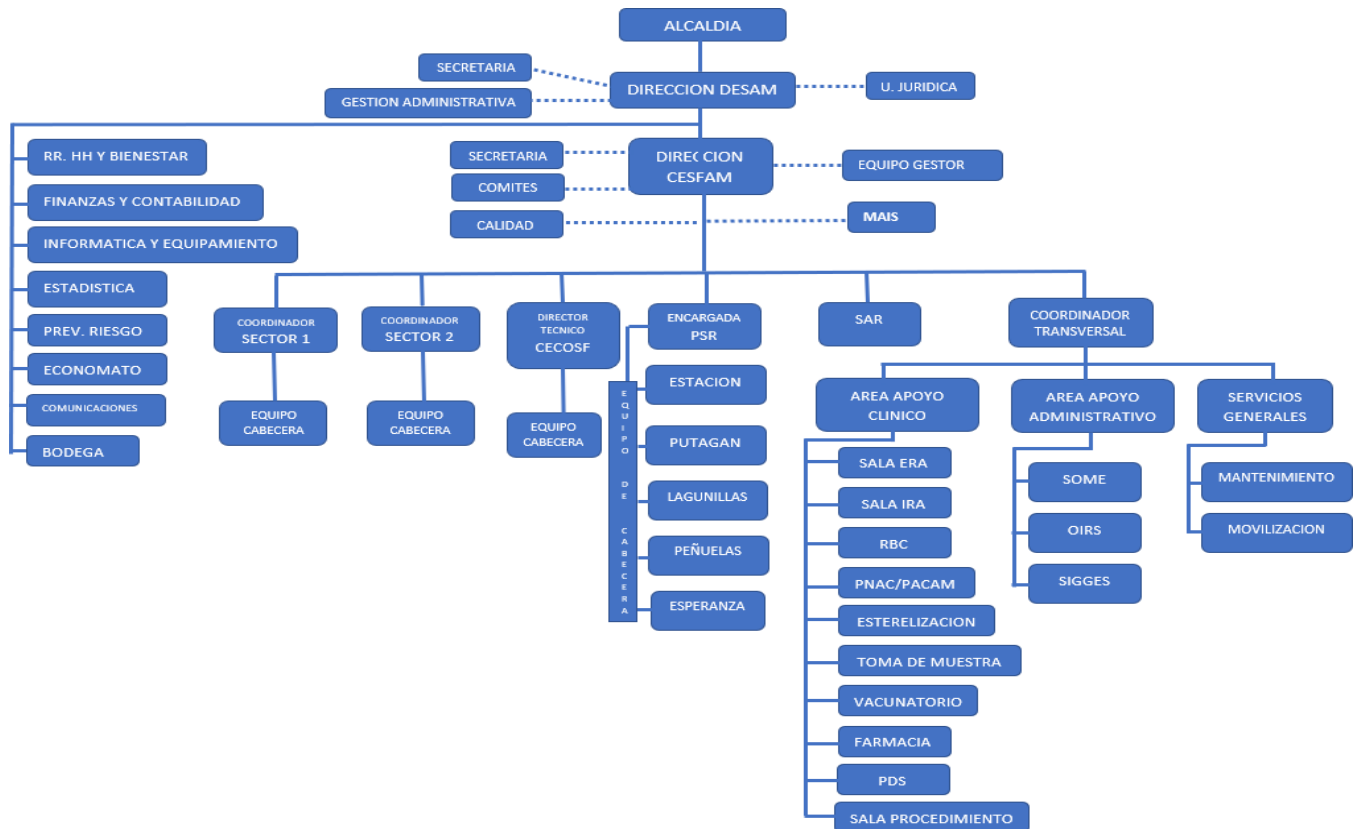 ALCALDIA
SECRETARIA
DIRECCION DESAM
U. JURIDICA
GESTION ADMINISTRATIVA
RR. HH Y BIENESTAR
FINANZAS Y CONTABILIDAD
INFORMATICA Y EQUIPAMIENTO
ESTADISTICA
PREV. RIESGO
ECONOMATO
COMUNICACIONES
BODEGA
SECRETARIA
COMITES
CALIDAD
DIRECCION
CESFAM
EQUIPO GESTOR
MAIS
COORDINADOR
SECTOR 1
EQUIPO
CABECERA
COORDINADOR
SECTOR 2
EQUIPO
CABECERA
DIRECTOR
TECNICO
CECOSF
EQUIPO
CABECERA
ENCARGADA
PSR
EQUIPO DE CABECERA
ESTACION
PUTAGAN
LAGUNILLAS
PEÑUELAS
ESPERANZA
SAR
COORDINADOR
TRANSVERSAL
AREA APOYO
CLINICO
SALA ERA
SALA IRA
RBC
PNAC/PACAM
ESTERELIZACION
TOMA DE MUESTRA
VACUNATORIO
FARMACIA
PDS
SALA PROCEDIMIENTO
AREA APOYO
ADMINISTRATIVO
SOME
OIRS
SIGGES
SERVICIOS
GENERALES
MANTENIMIENTO
MOVILIZACION